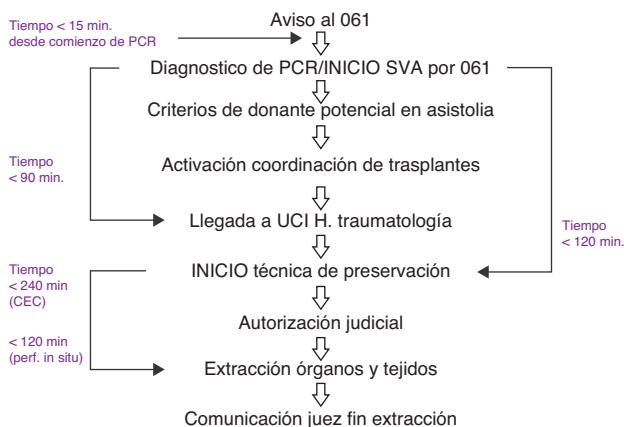 Aviso al 061
Tiempo < 15 min.
desde comienzo de PCR
Diagnostico de PCR/INICIO SVA por 061
Criterios de donante potencial en asistolia
Tiempo
< 90 min.
Activación coordinación de trasplantes
Llegada a UCI H. traumatología
Tiempo
< 120 min.
INICIO técnica de preservación
Tiempo
< 240 min
(CEC)
Autorización judicial
< 120 min
(perf. in situ)
Extracción órganos y tejidos
Comunicación juez fin extracción